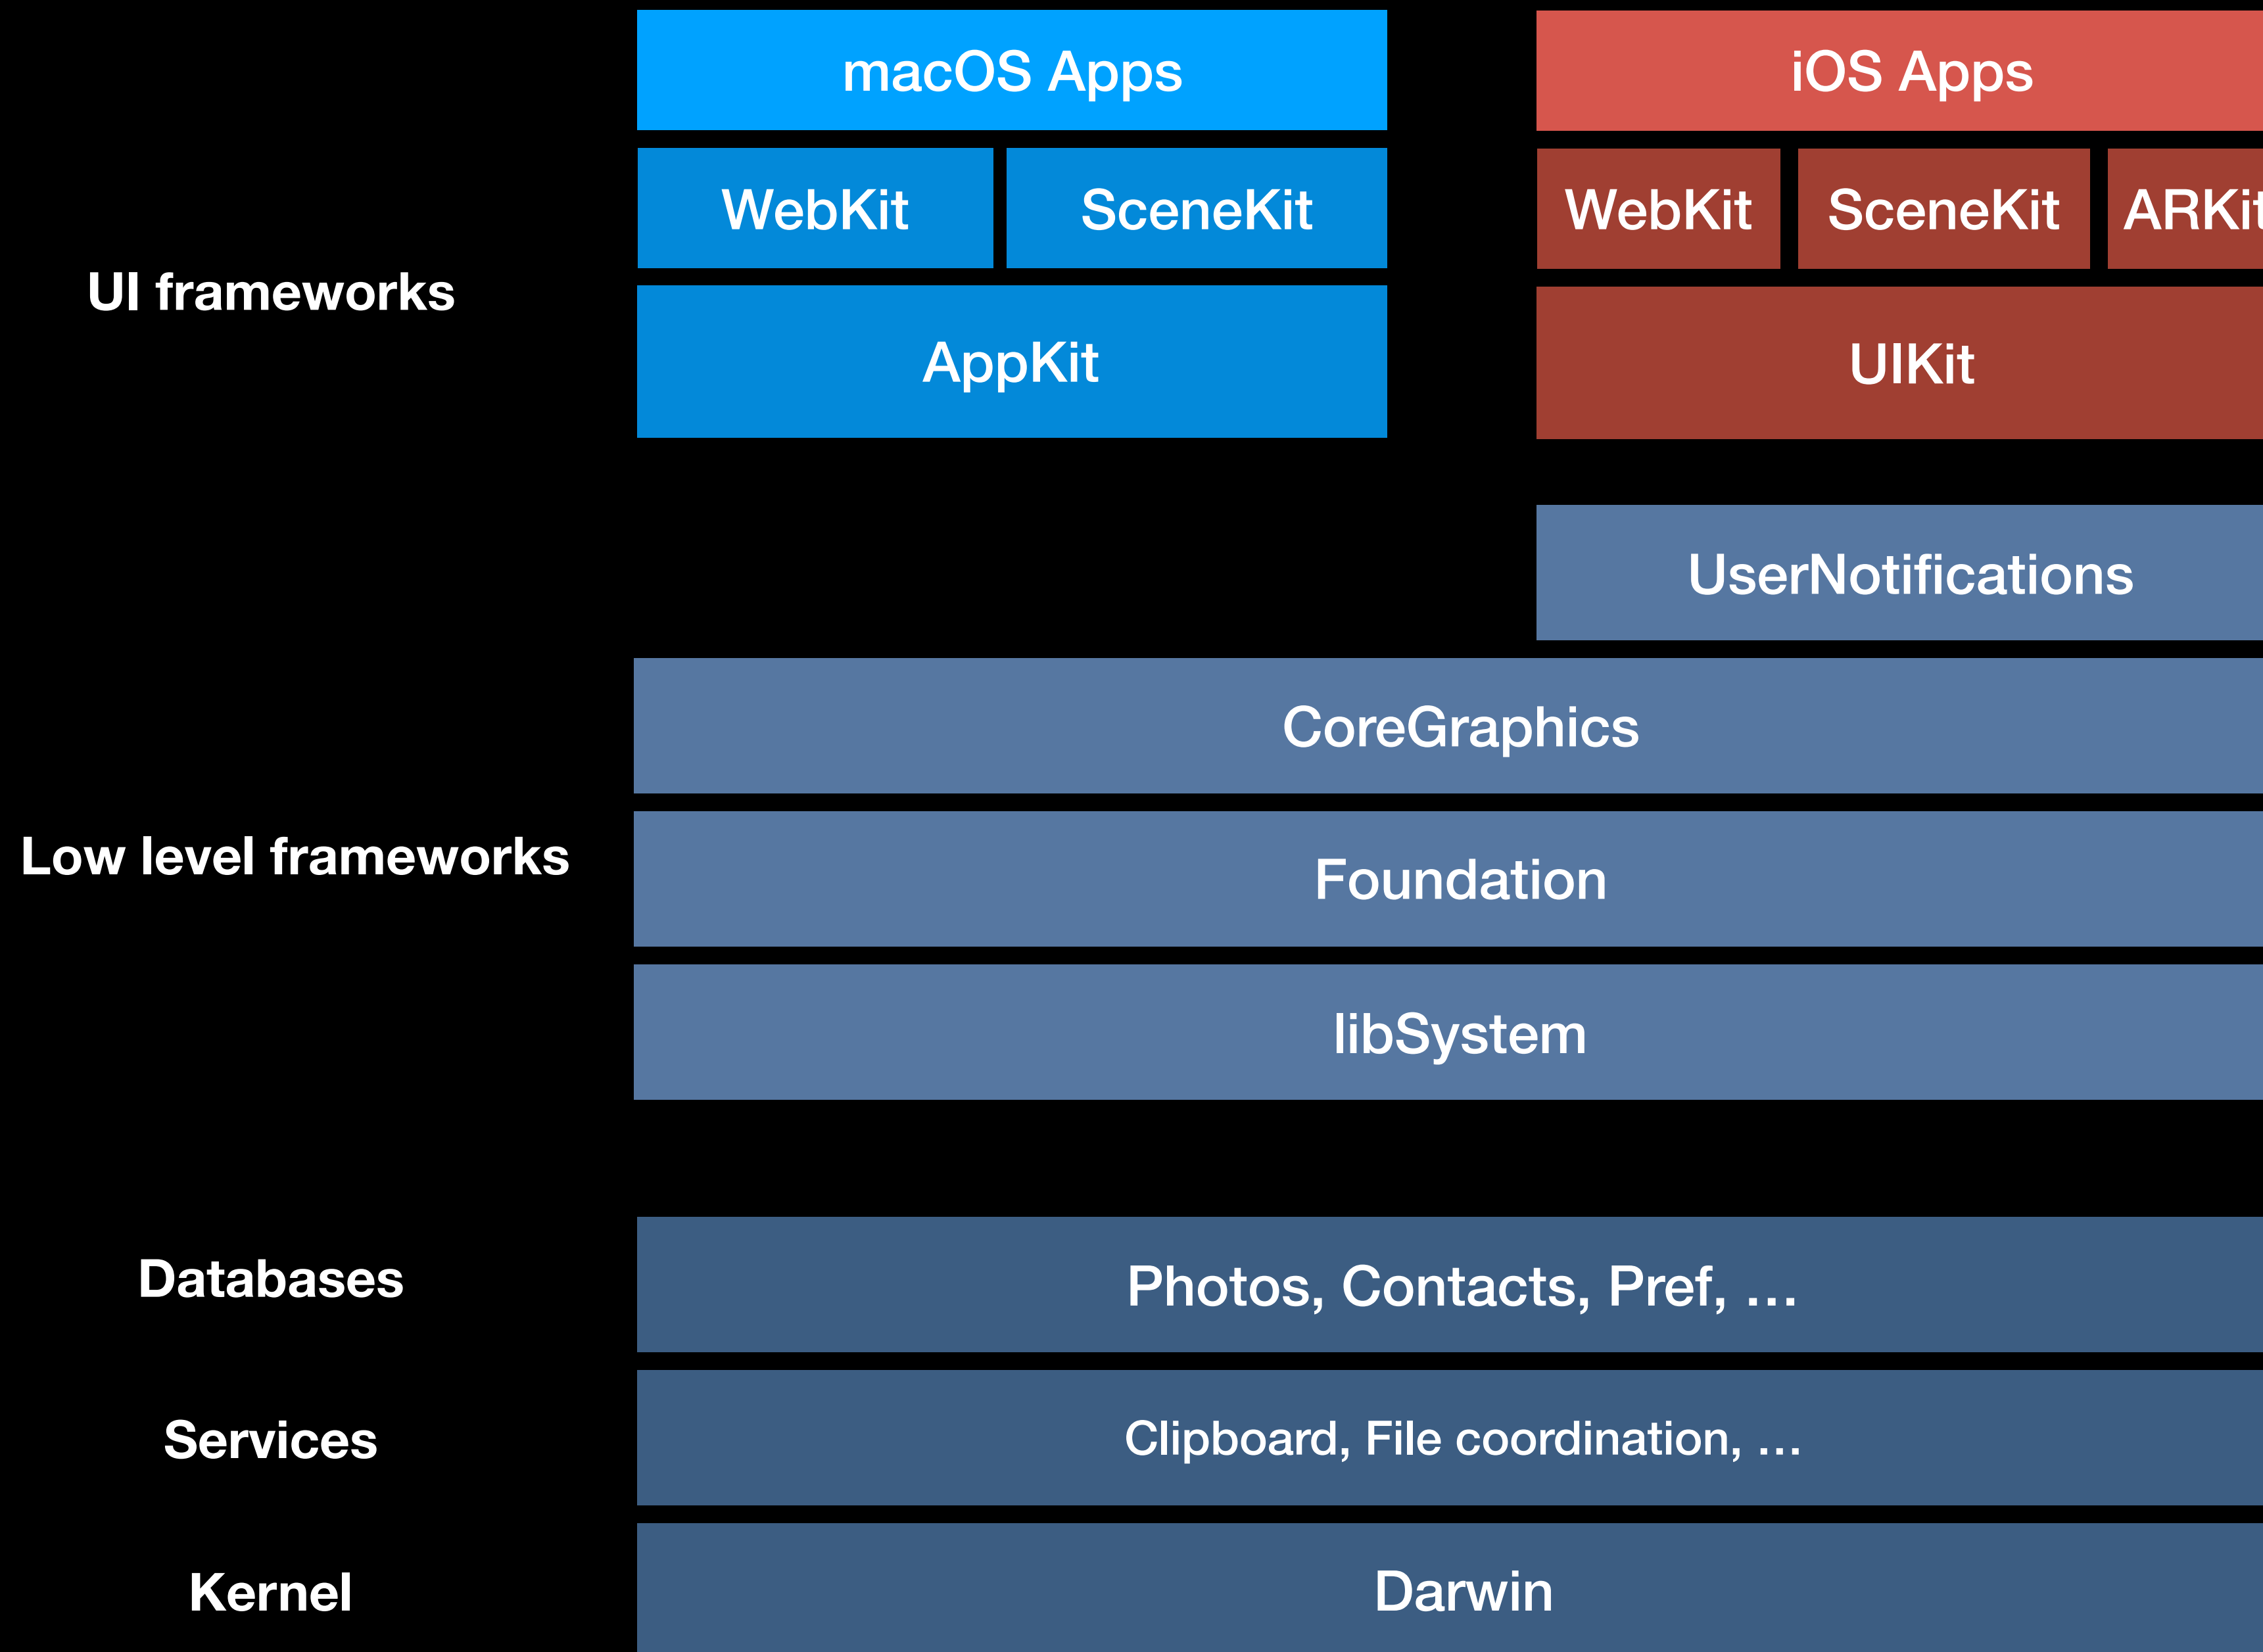 macOS Apps
iOS Apps
WebKit
SceneKit
WebKit
SceneKit
ARKit
UI frameworks
AppKit
UIKit
UserNotifications
CoreGraphics
Low level frameworks
Foundation
libSystem
Databases
Photos, Contacts, Pref, ...
Services
Clipboard, File coordination, ...
Kernel
Darwin